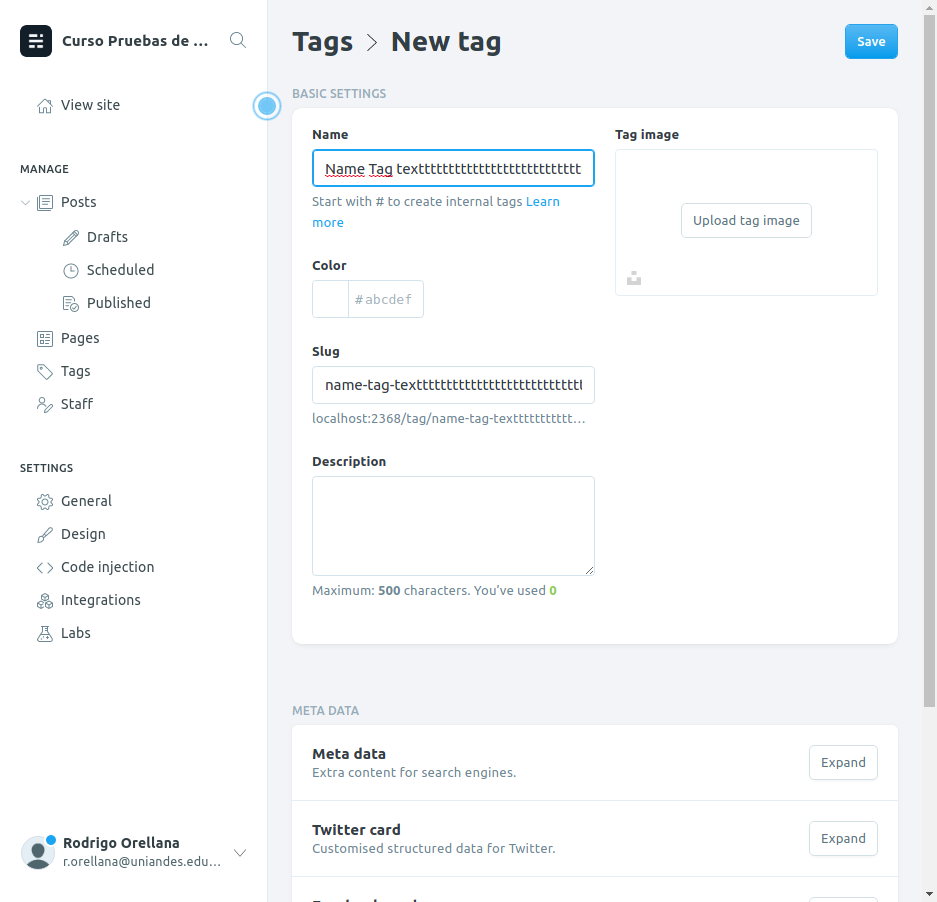 Curso Pruebas de ...
View site
MANAGE
Posts
Drafts
Scheduled
Published
Pages
Tags
Staff
SETTINGS
General
Design
Code injection
Integrations
Labs
Rodrigo Orellana
r.orellana@uniandes.edu...
Tags > New tag
Save
BASIC SETTINGS
Name
Name Tag texttttttttttttttttttttttttttt
Start with # to create internal tags Learn
more
Color
#abcdef
Slug
name-tag-texttttttttttttttttttttttttttt
localhost:2368/tag/name-tag-texttttttttttt...
Description
Maximum: 500 characters. You've used 0
Tag image
Upload tag image
META DATA
Meta data
Extra content for search engines.
Expand
Twitter card
Customised structured data for Twitter.
Expand